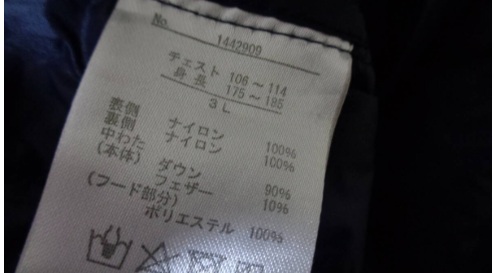 No. 1442909
チェスト 106 ~ 114
身長 175 ~ 185
3L
表側 ナイロン 100%
裏側 ナイロン 100%
中わた
(本体) ダウン 90%
フェザー 10%
(フード部分)
ポリエステル 100%